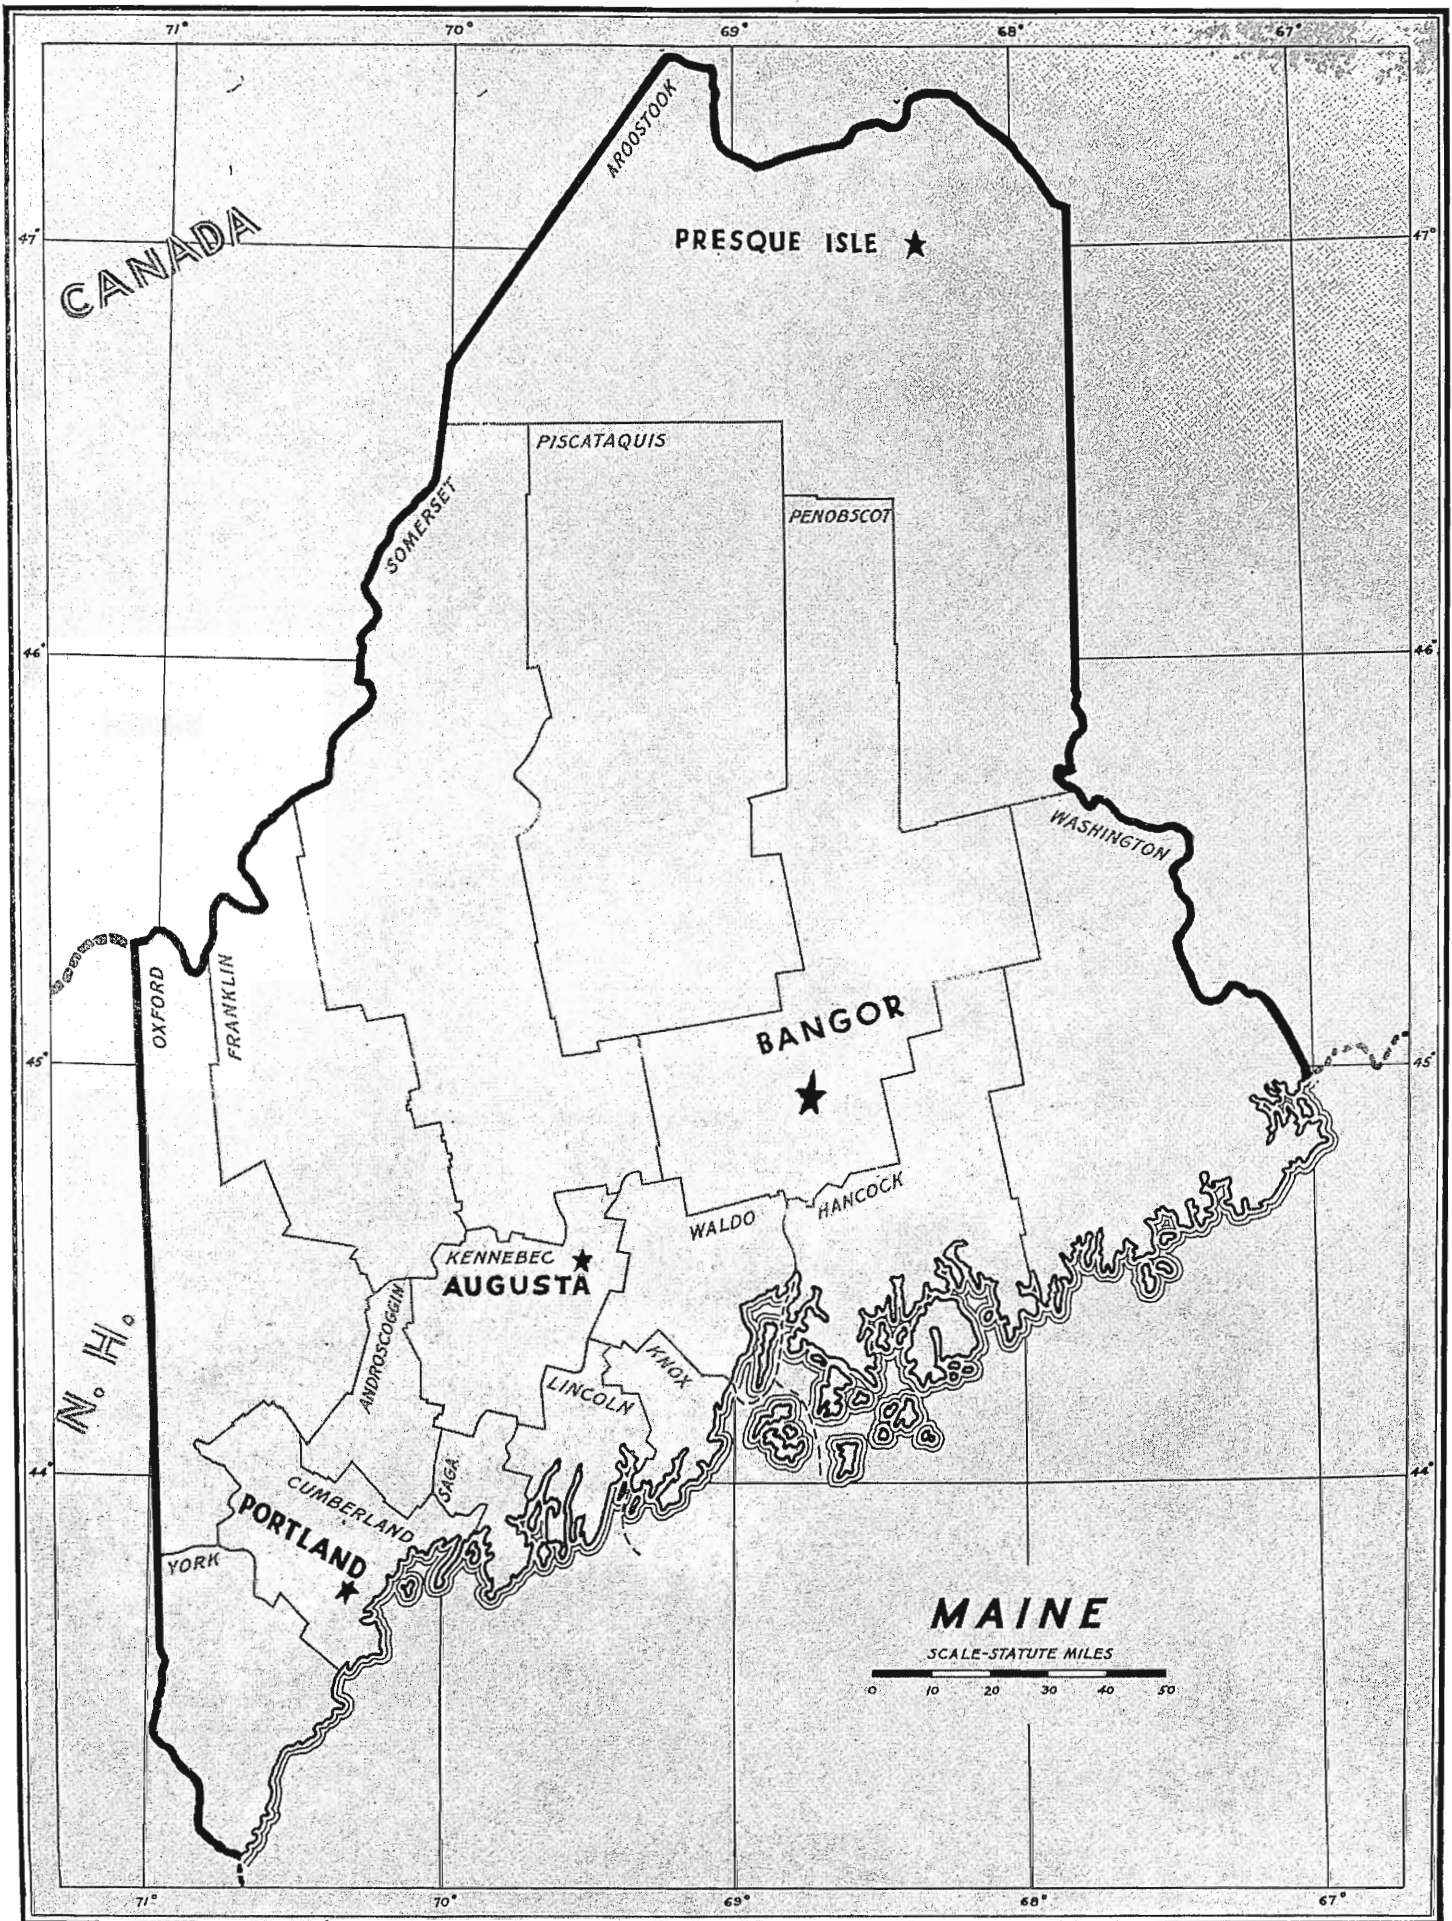 71° 70° 69° 68° 67°
AROOSTOOK
CANADA
47° 47°
PRESQUE ISLE
PISCATAQUIS
SOMERSET
PENOBSCOT
46° 46°
WASHINGTON
OXFORD
FRANKLIN
BANGOR
45° 45°
HANCOCK
WALDO
KENNEBEC
AUGUSTA
ANDROSCOGGIN
N. H.
KNOX
LINCOLN
44° 44°
SAGA.
CUMBERLAND
PORTLAND
YORK
MAINE
SCALE-STATUTE MILES
0 10 20 30 40 50
71° 70° 69° 68° 67°